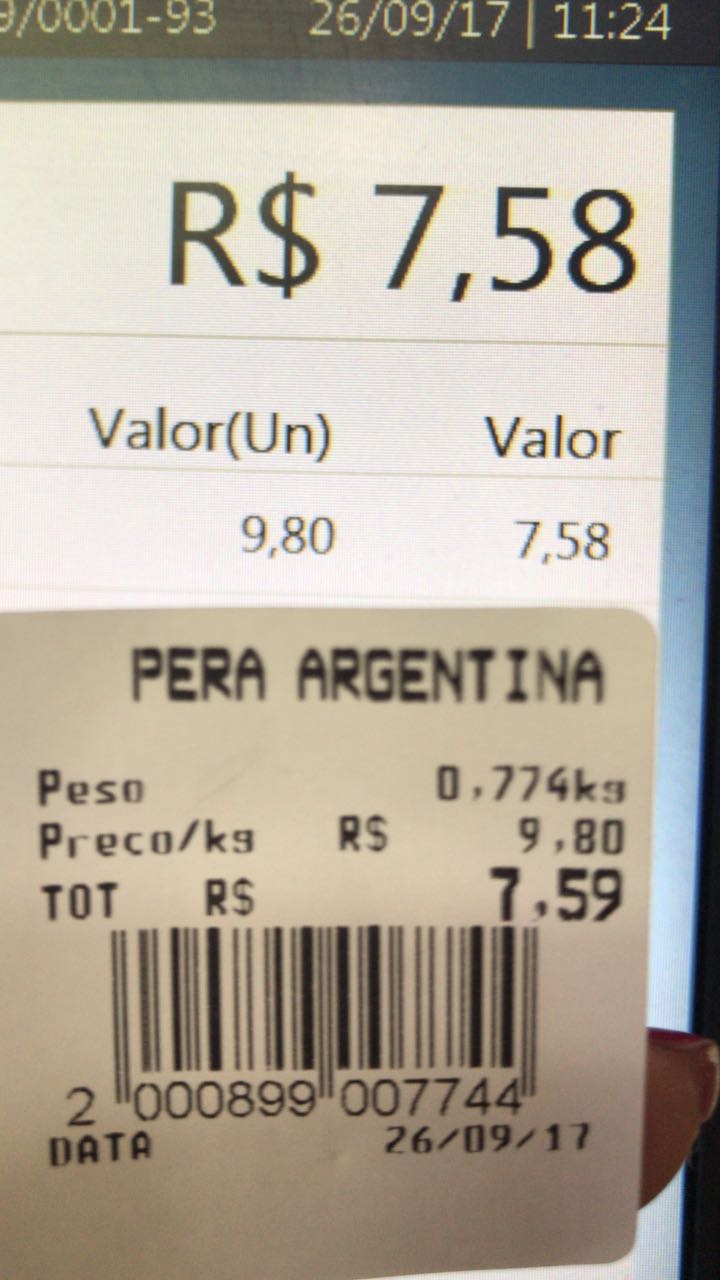 9/0001-93 26/09/17 | 11:24
R$ 7,58
Valor(Un) Valor
9,80 7,58
PERA ARGENTINA
Peso 0,774kg
Preco/kg R$ 9,80
TOT R$ 7,59
2 000899 007744
DATA 26/09/17